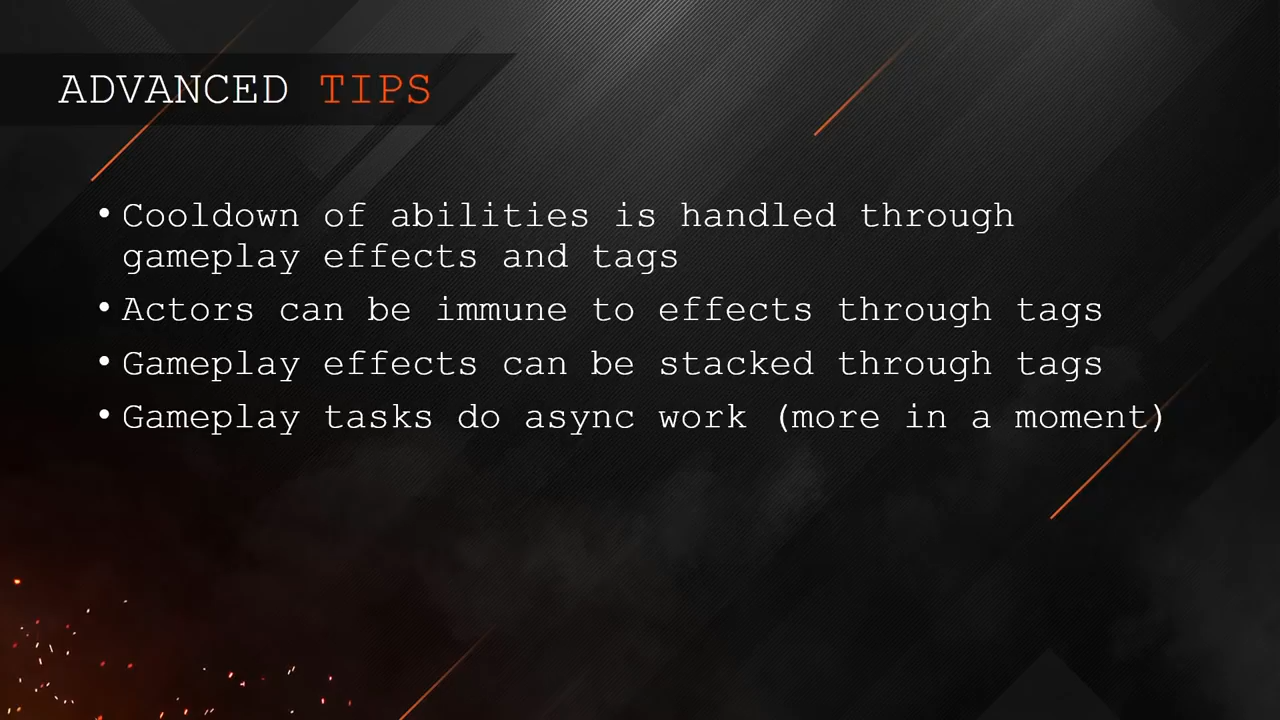 ADVANCED TIPS
• Cooldown of abilities is handled through
gameplay effects and tags
• Actors can be immune to effects through tags
• Gameplay effects can be stacked through tags
• Gameplay tasks do async work (more in a moment)